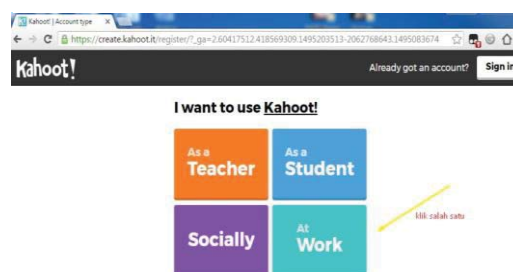 Kahoot! | Account type
https://create.kahoot.it/register/?_ga=2.60417512.418569309.1495203513-2062768643.1495083674
Kahoot!
Already got an account?
Sign in
I want to use Kahoot!
As a
Teacher
As a
Student
Socially
At
Work
klik salah satu